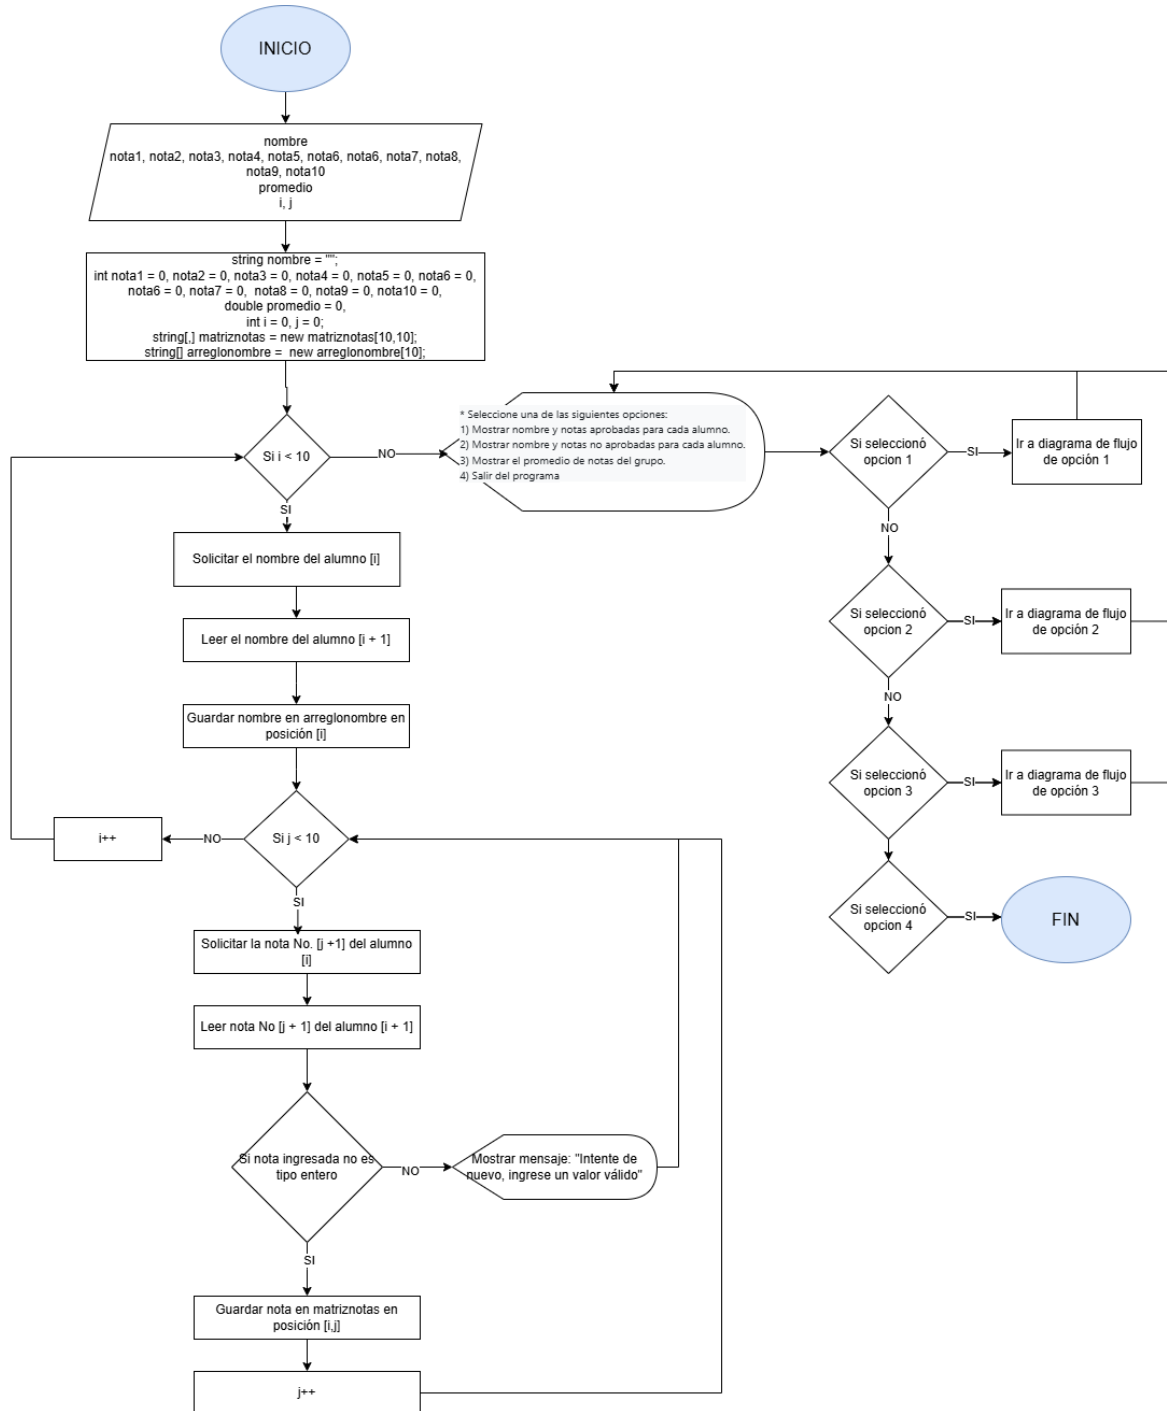 INICIO
nombre
nota1, nota2, nota3, nota4, nota5, nota6, nota6, nota7, nota8,
nota9, nota10
promedio
i, j
string nombre = "";
int nota1 = 0, nota2 = 0, nota3 = 0, nota4 = 0, nota5 = 0, nota6 = 0,
nota6 = 0, nota7 = 0, nota8 = 0, nota9 = 0, nota10 = 0,
double promedio = 0,
int i = 0, j = 0;
string[,] matriznotas = new matriznotas[10,10];
string[] arreglonombre = new arreglonombre[10];
Si i < 10
NO
SI
* Seleccione una de las siguientes opciones:
1) Mostrar nombre y notas aprobadas para cada alumno.
2) Mostrar nombre y notas no aprobadas para cada alumno.
3) Mostrar el promedio de notas del grupo.
4) Salir del programa
Si seleccionó
opcion 1
SI
Ir a diagrama de flujo
de opción 1
NO
Si seleccionó
opcion 2
SI
Ir a diagrama de flujo
de opción 2
NO
Si seleccionó
opcion 3
SI
Ir a diagrama de flujo
de opción 3
Si seleccionó
opcion 4
SI
FIN
Solicitar el nombre del alumno [i]
Leer el nombre del alumno [i + 1]
Guardar nombre en arreglonombre en
posición [i]
Si j < 10
NO
i++
SI
Solicitar la nota No. [j +1] del alumno
[i]
Leer nota No [j + 1] del alumno [i + 1]
Si nota ingresada no es
tipo entero
NO
Mostrar mensaje: "Intente de
nuevo, ingrese un valor válido"
SI
Guardar nota en matriznotas en
posición [i,j]
j++